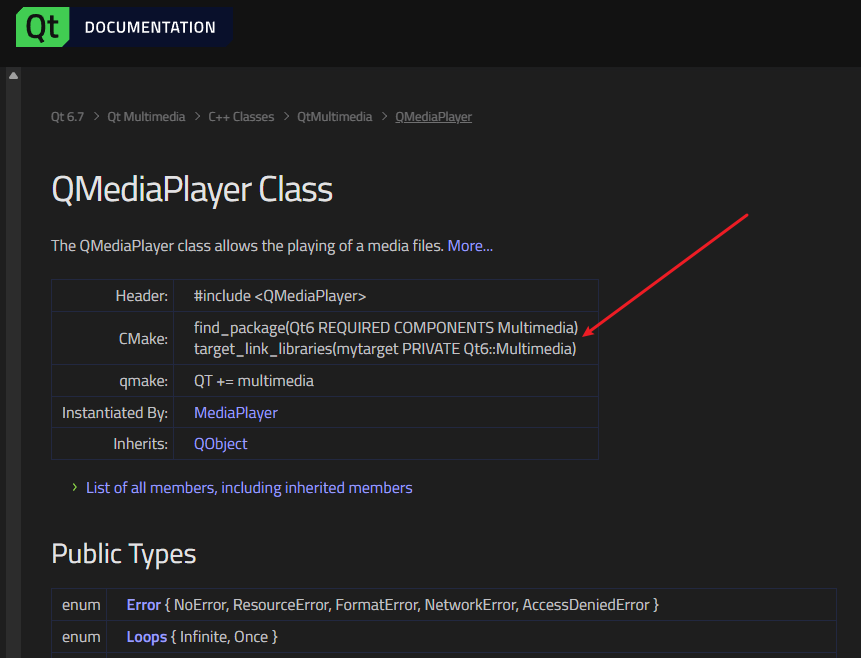 Qt DOCUMENTATION
Qt 6.7 > Qt Multimedia > C++ Classes > QtMultimedia > QMediaPlayer
QMediaPlayer Class
The QMediaPlayer class allows the playing of a media files. More...
Header: #include <QMediaPlayer>
CMake: find_package(Qt6 REQUIRED COMPONENTS Multimedia)
target_link_libraries(mytarget PRIVATE Qt6::Multimedia)
qmake: QT += multimedia
Instantiated By: MediaPlayer
Inherits: QObject
> List of all members, including inherited members
Public Types
enum Error { NoError, ResourceError, FormatError, NetworkError, AccessDeniedError }
enum Loops { Infinite, Once }